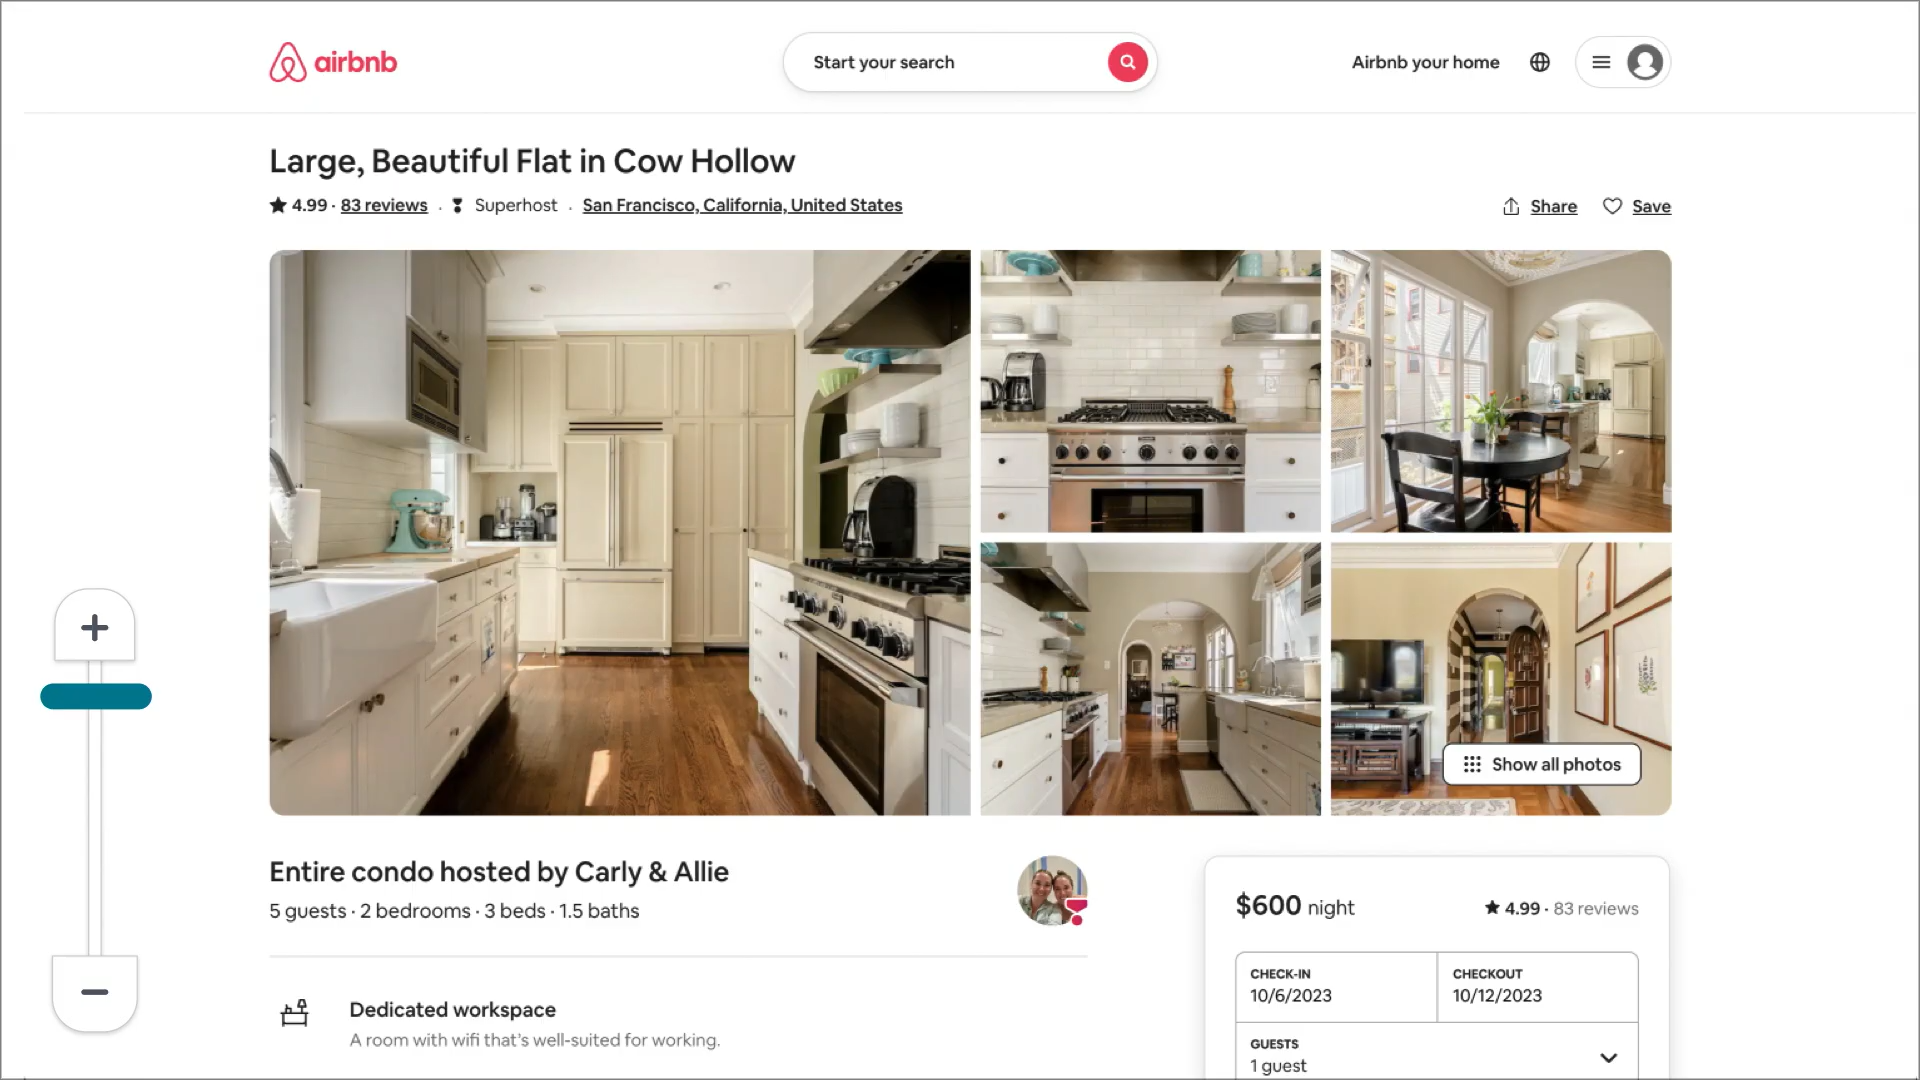 airbnb
Start your search
Airbnb your home
Large, Beautiful Flat in Cow Hollow
4.99 · 83 reviews · Superhost · San Francisco, California, United States
Share
Save
Show all photos
Entire condo hosted by Carly & Allie
5 guests · 2 bedrooms · 3 beds · 1.5 baths
$600 night
4.99 · 83 reviews
CHECK-IN
10/6/2023
CHECKOUT
10/12/2023
Dedicated workspace
A room with wifi that's well-suited for working.
GUESTS
1 guest